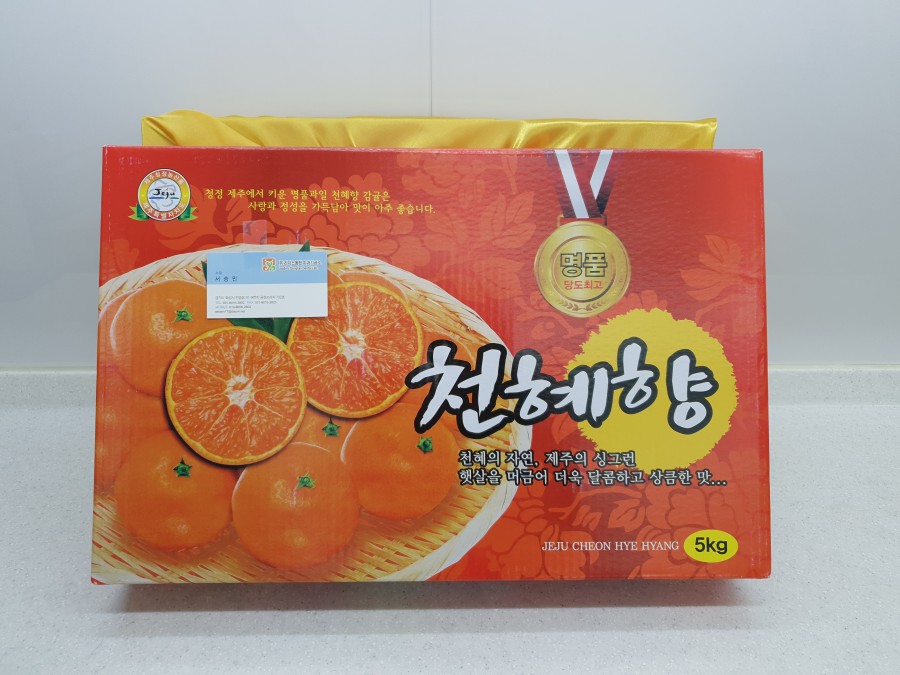 Jeju
청정 제주에서 키운 명품과일 천혜향 감귤은
사랑과 정성을 가득담아 맛이 아주 좋습니다.
명품
당도최고
천혜향
천혜의 자연, 제주의 싱그런
햇살을 머금어 더욱 달콤하고 상큼한 맛...
JEJU CHEON HYE HYANG
5kg